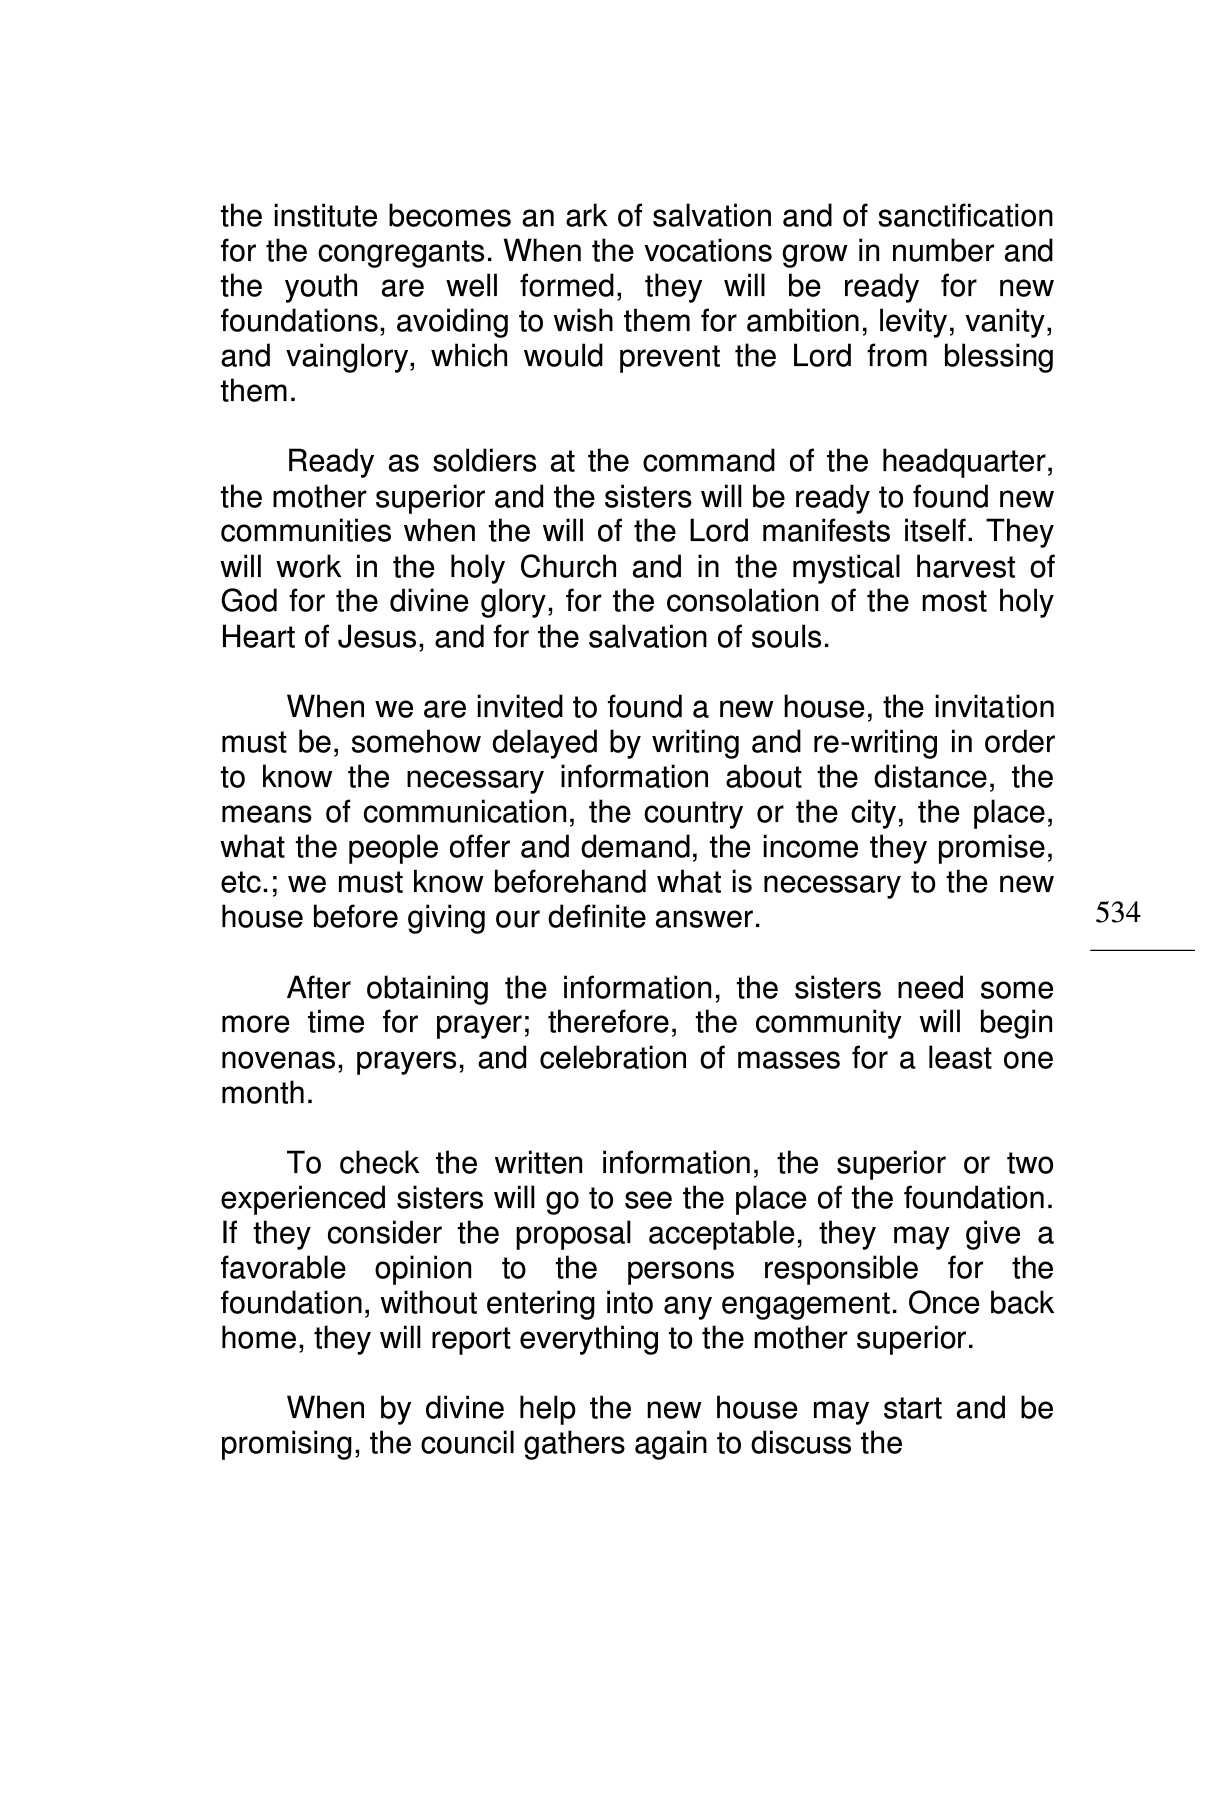 the institute becomes an ark of salvation and of sanctification
for the congregants. When the vocations grow in number and
the youth are well formed, they will be ready for new
foundations, avoiding to wish them for ambition, levity, vanity,
and vainglory, which would prevent the Lord from blessing
them.
Ready as soldiers at the command of the headquarter,
the mother superior and the sisters will be ready to found new
communities when the will of the Lord manifests itself. They
will work in the holy Church and in the mystical harvest of
God for the divine glory, for the consolation of the most holy
Heart of Jesus, and for the salvation of souls.
When we are invited to found a new house, the invitation
must be, somehow delayed by writing and re-writing in order
to know the necessary information about the distance, the
means of communication, the country or the city, the place,
what the people offer and demand, the income they promise,
etc.; we must know beforehand what is necessary to the new
house before giving our definite answer.
534
After obtaining the information, the sisters need some
more time for prayer; therefore, the community will begin
novenas, prayers, and celebration of masses for a least one
month.
To check the written information, the superior or two
experienced sisters will go to see the place of the foundation.
If they consider the proposal acceptable, they may give a
favorable opinion to the persons responsible for the
foundation, without entering into any engagement. Once back
home, they will report everything to the mother superior.
When by divine help the new house may start and be
promising, the council gathers again to discuss the